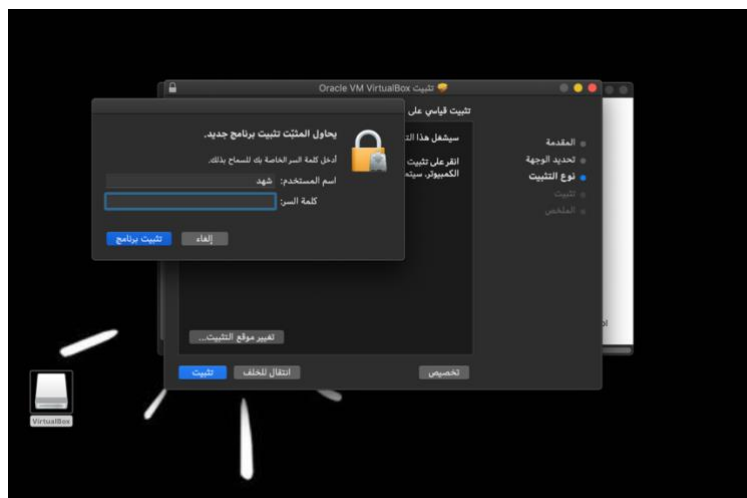 تثبيت Oracle VM VirtualBox
تثبيت قياسي على
المقدمة
تحديد الوجهة
نوع التثبيت
تثبيت
الملخص
سيشغل هذا
انقر على تثبيت
الكمبيوتر. سيتم
يحاول المثبّت تثبيت برنامج جديد.
أدخل كلمة السر الخاصة بك للسماح بذلك.
اسم المستخدم: شهد
كلمة السر:
إلغاء
تثبيت برنامج
تغيير موقع التثبيت...
تخصيص
انتقال للخلف
تثبيت
VirtualBox